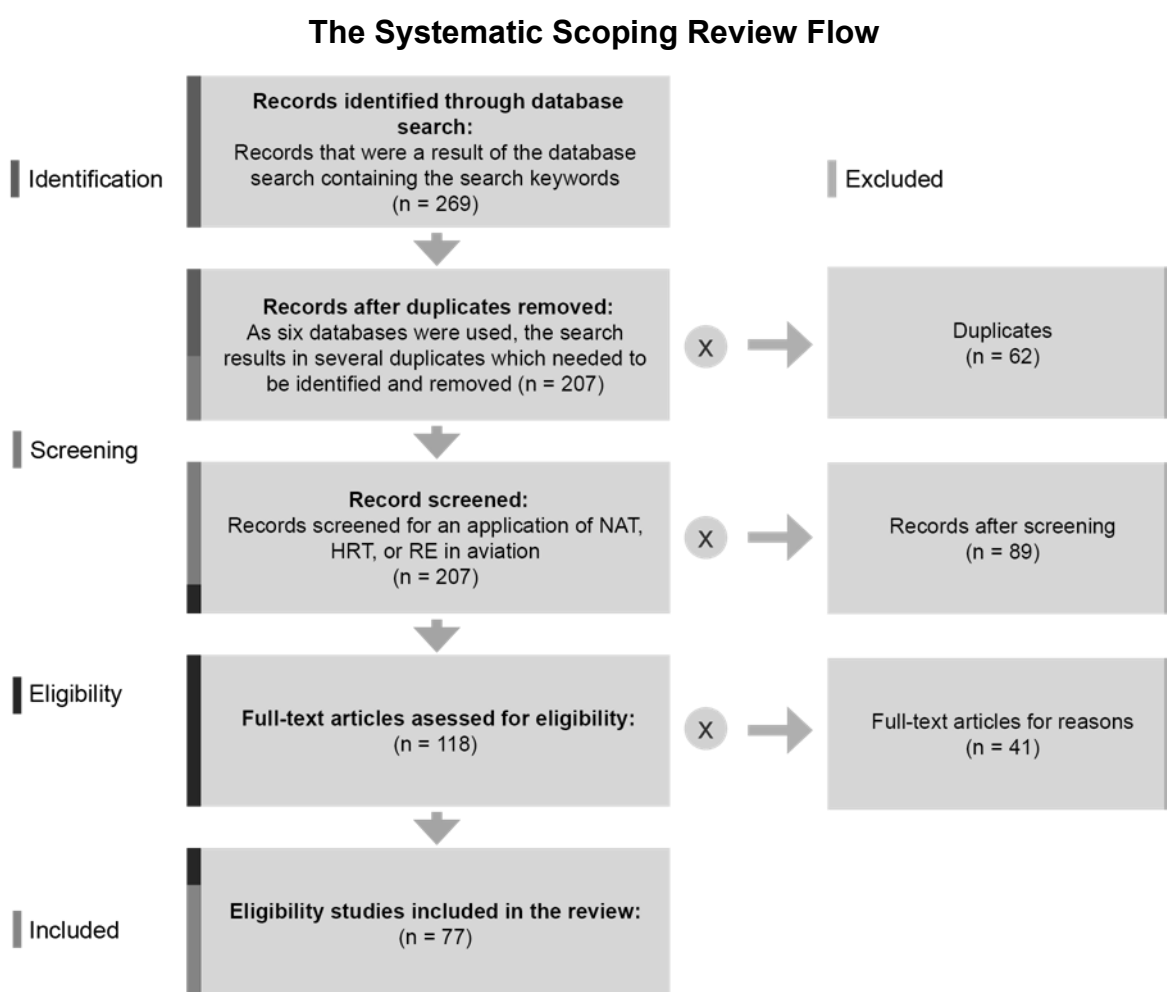 The Systematic Scoping Review Flow
Records identified through database
search:
Records that were a result of the database
search containing the search keywords
(n = 269)
Identification
Excluded
Records after duplicates removed:
As six databases were used, the search
results in several duplicates which needed to
be identified and removed (n = 207)
X
Duplicates
(n = 62)
Screening
Record screened:
Records screened for an application of NAT,
HRT, or RE in aviation
(n = 207)
X
Records after screening
(n = 89)
Eligibility
Full-text articles asessed for eligibility:
(n = 118)
X
Full-text articles for reasons
(n = 41)
Included
Eligibility studies included in the review:
(n = 77)